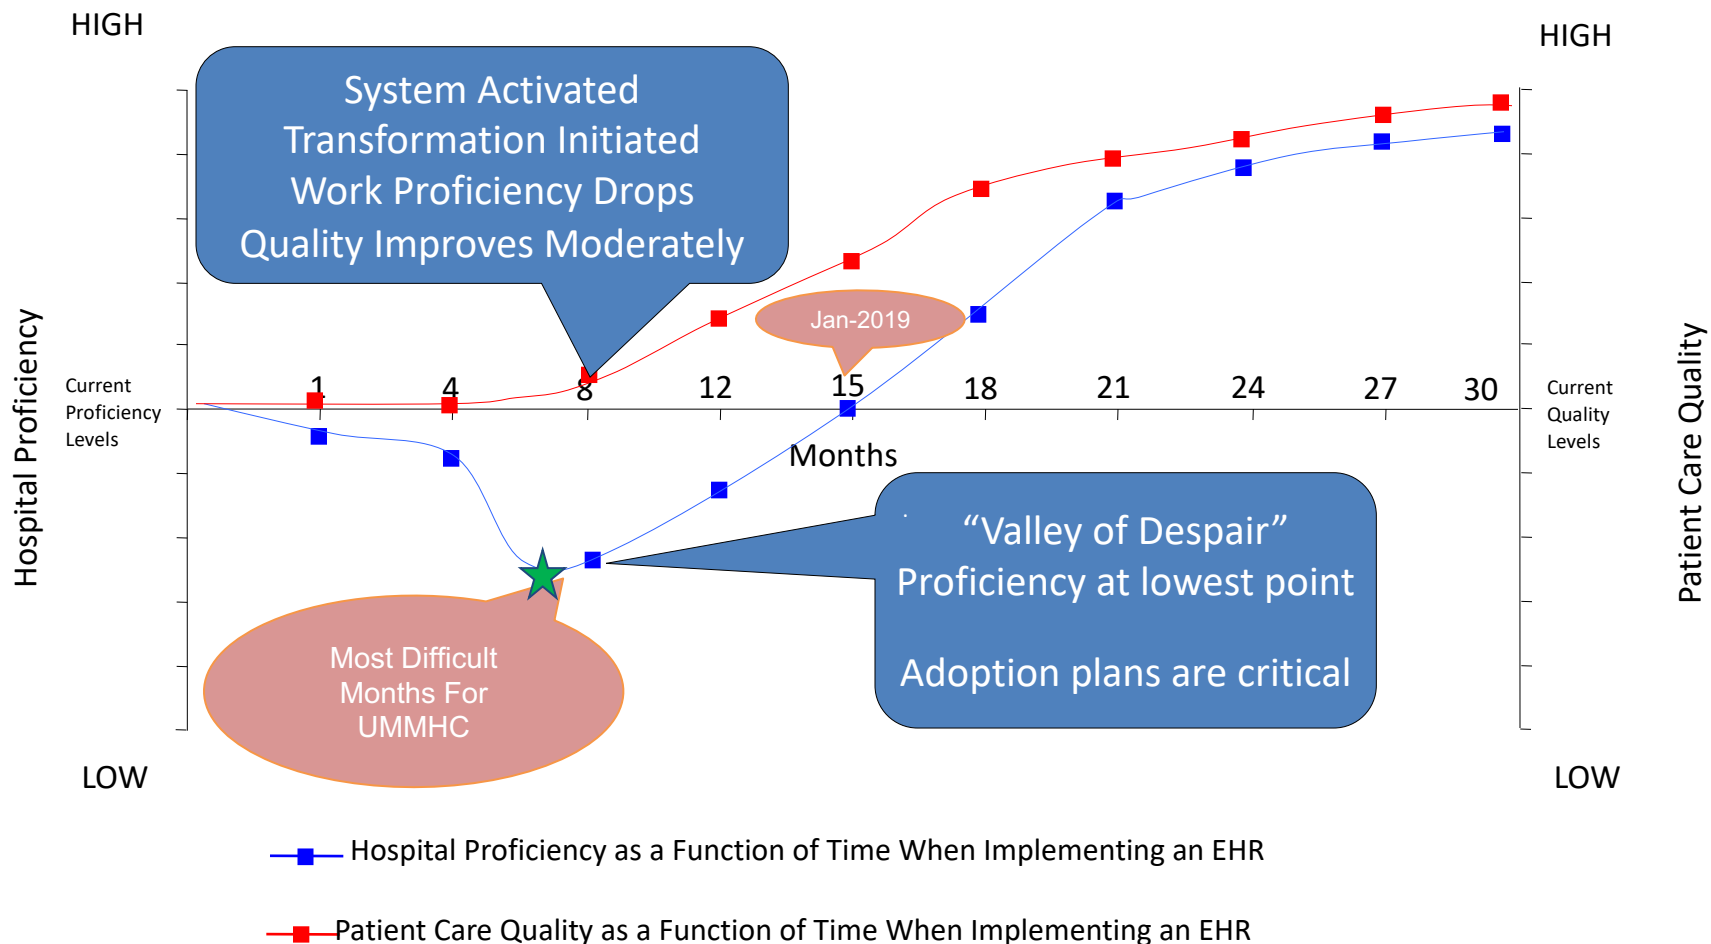 HIGH
HIGH
System Activated
Transformation Initiated
Work Proficiency Drops
Quality Improves Moderately
Jan-2019
Hospital Proficiency
Current
Proficiency
Levels
1 4 8 12 15 18 21 24 27 30
Current
Quality
Levels
Patient Care Quality
Months
“Valley of Despair”
Proficiency at lowest point
Adoption plans are critical
Most Difficult
Months For
UMMHC
LOW
LOW
Hospital Proficiency as a Function of Time When Implementing an EHR
Patient Care Quality as a Function of Time When Implementing an EHR